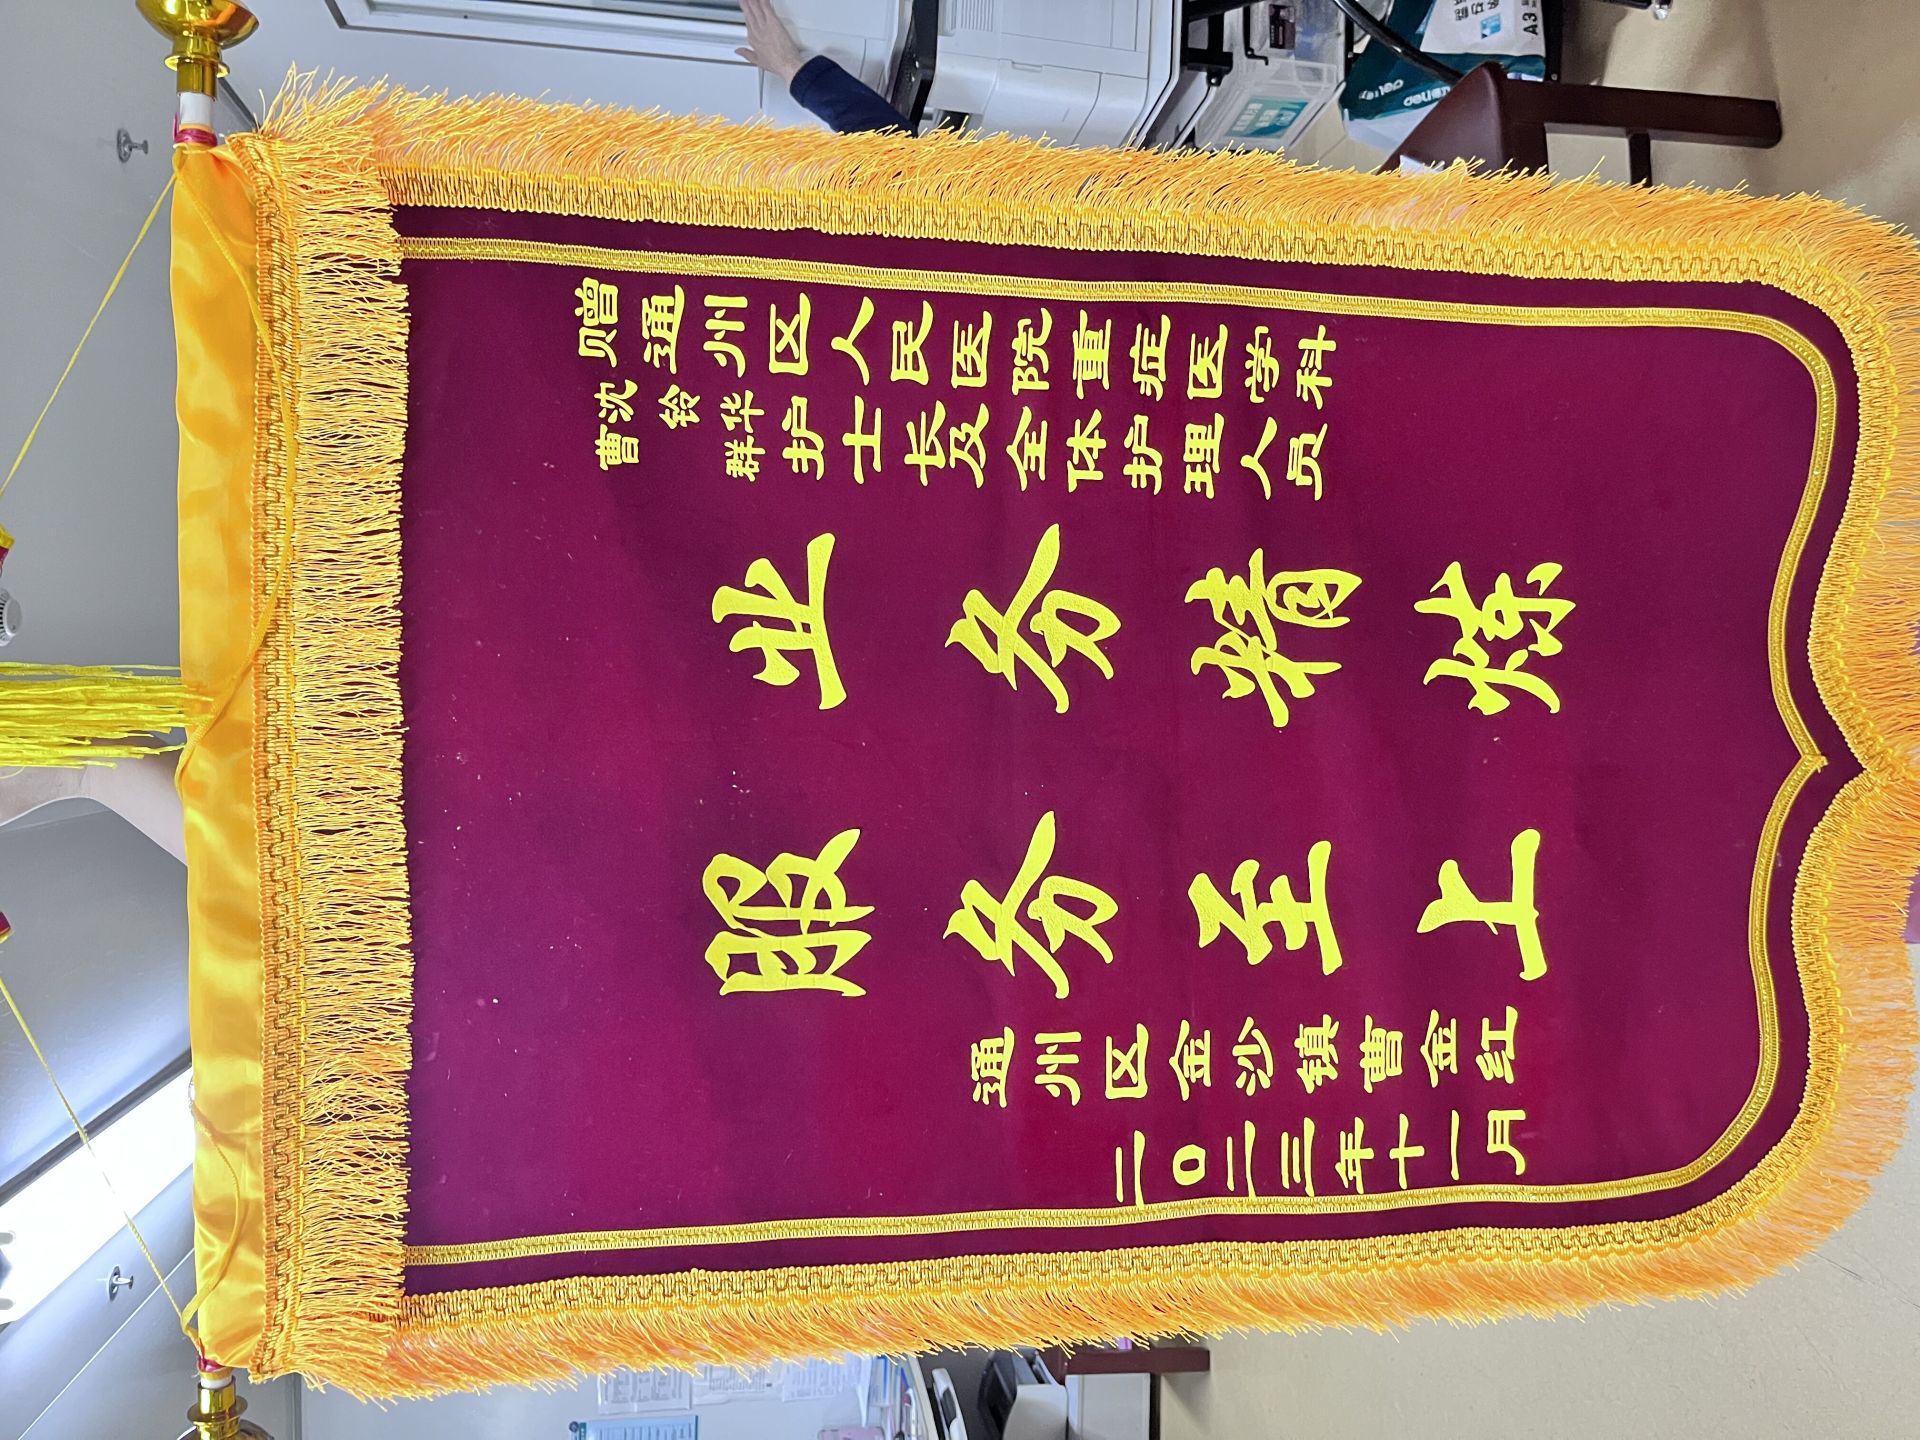 赠通州区人民医院重症医学科
沈铃华
曹群
护士长及全体护理人员
业务精炼
服务至上
通州区金沙镇曹金红
二〇二三年十一月
A3